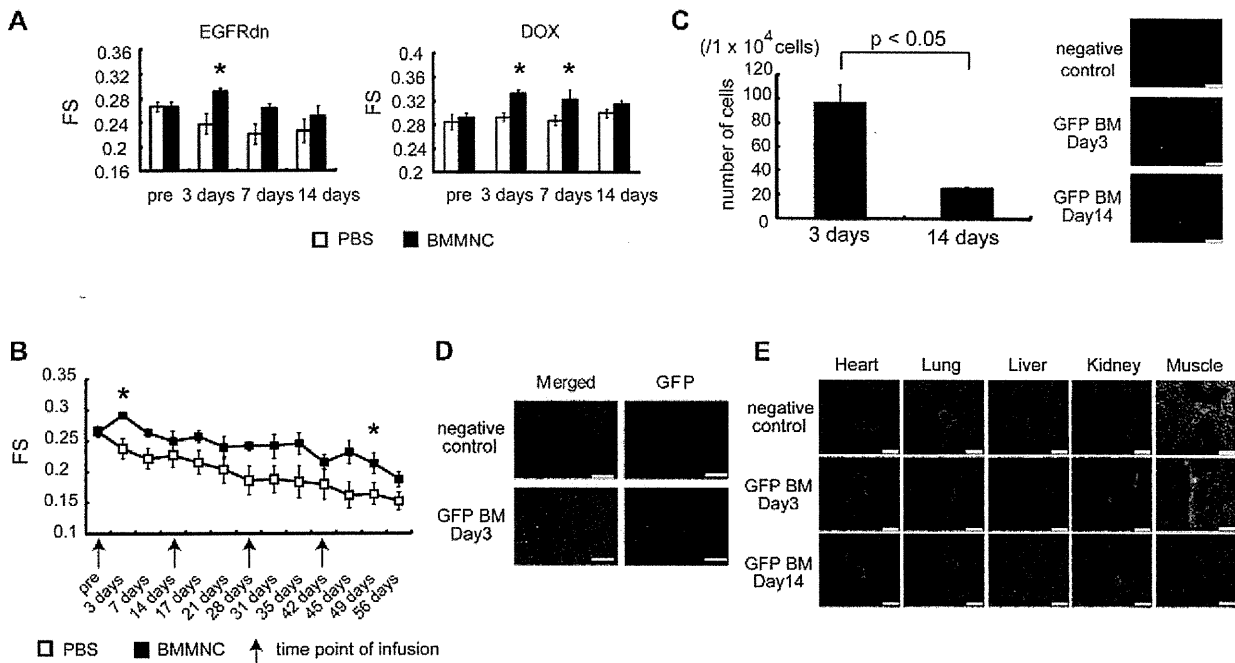 A
EGFRdn
DOX
FS
0.36
0.32
0.28
0.24
0.2
0.16
*
pre 3 days 7 days 14 days
FS
0.4
0.36
0.32
0.28
0.24
0.2
* *
pre 3 days 7 days 14 days
PBS BMMNC
B
FS
0.35
0.3
0.25
0.2
0.15
0.1
* *
pre
3 days
7 days
14 days
17 days
21 days
28 days
31 days
35 days
42 days
45 days
49 days
56 days
PBS BMMNC time point of infusion
C
(/1 x 10⁴ cells)
p < 0.05
number of cells
120
100
80
60
40
20
0
3 days 14 days
negative control
GFP BM Day3
GFP BM Day14
D
Merged GFP
negative control
GFP BM Day3
E
Heart Lung Liver Kidney Muscle
negative control
GFP BM Day3
GFP BM Day14